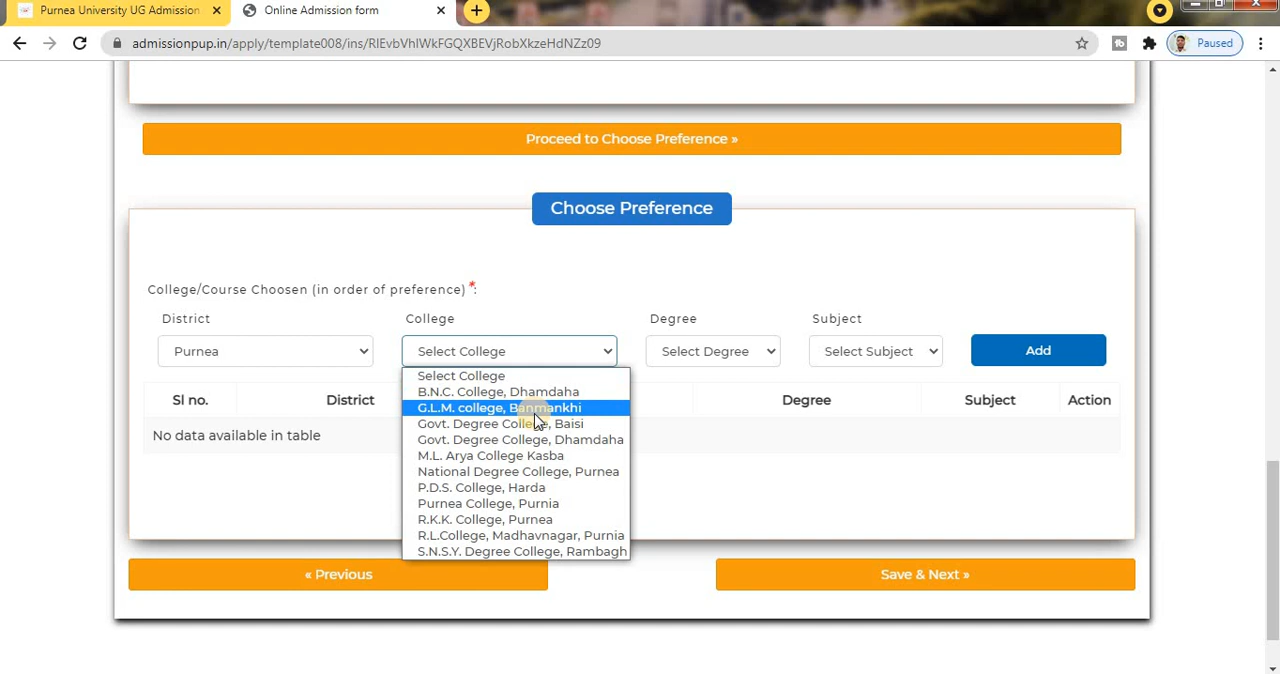 Purnea University UG Admission
Online Admission form
admissionpup.in/apply/template008/ins/RlEvbVhIWkFGQXBEVjRobXkzeHdNZz09
Paused
Proceed to Choose Preference »
Choose Preference
College/Course Choosen (in order of preference)*:
District College Degree Subject
Purnea Select College Select Degree Select Subject Add
Select College
B.N.C. College, Dhamdaha
G.L.M. college, Banmankhi
Govt. Degree College, Baisi
Govt. Degree College, Dhamdaha
M.L. Arya College Kasba
National Degree College, Purnea
P.D.S. College, Harda
Purnea College, Purnia
R.K.K. College, Purnea
R.L.College, Madhavnagar, Purnia
S.N.S.Y. Degree College, Rambagh
Sl no. District Degree Subject Action
No data available in table
« Previous Save & Next »